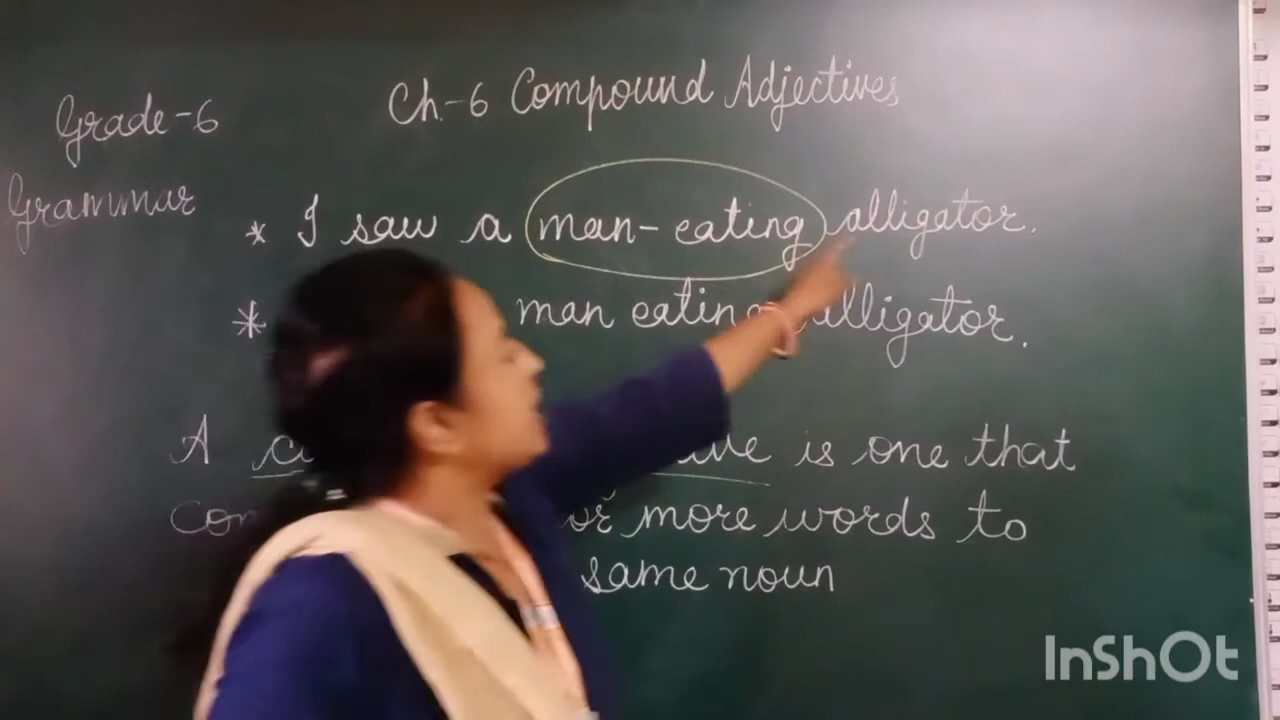 Ch.-6 Compound Adjectives
Grade-6
Grammar
* I saw a man-eating alligator.
* man eating alligator.
A is one that
or more words to
same noun
InShOt